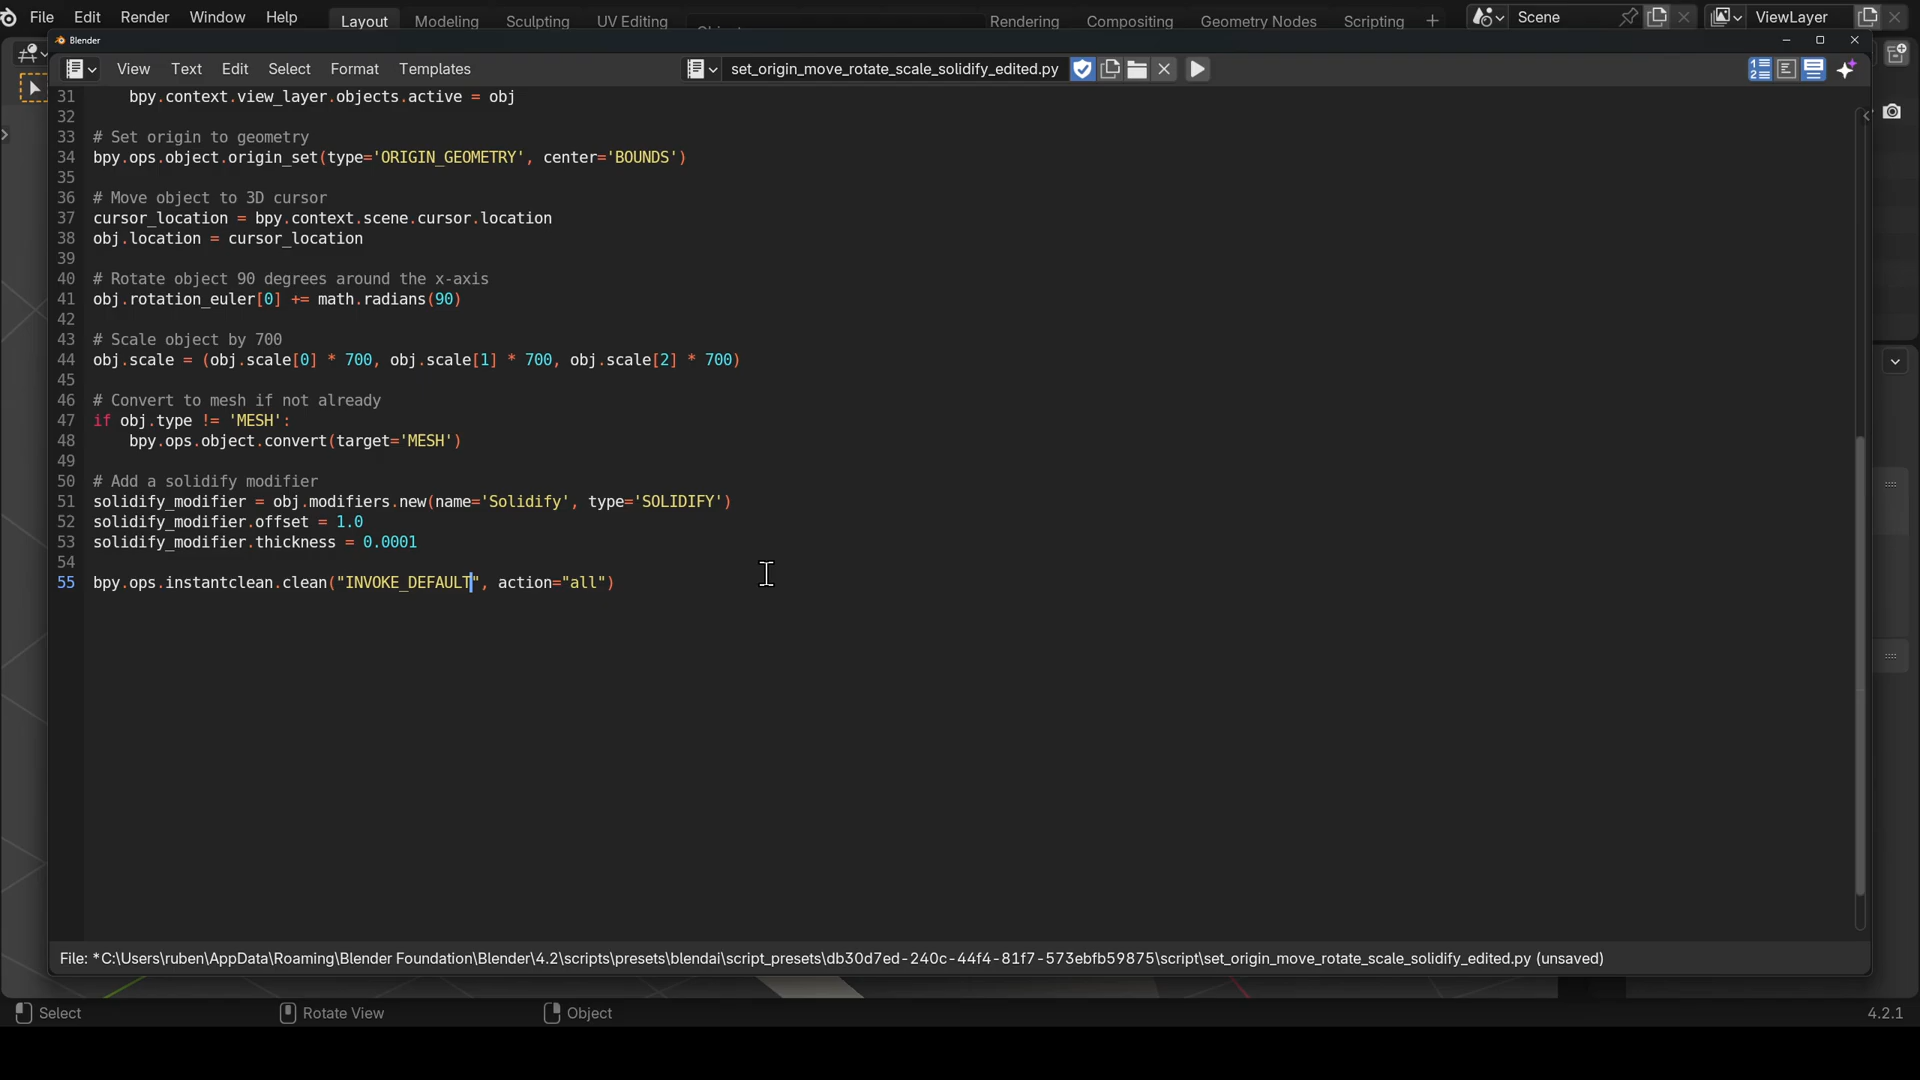 File Edit Render Window Help Layout Modeling Sculpting UV Editing Rendering Compositing Geometry Nodes Scripting + Scene ViewLayer
Blender
View Text Edit Select Format Templates set_origin_move_rotate_scale_solidify_edited.py
31 bpy.context.view_layer.objects.active = obj
32
33 # Set origin to geometry
34 bpy.ops.object.origin_set(type='ORIGIN_GEOMETRY', center='BOUNDS')
35
36 # Move object to 3D cursor
37 cursor_location = bpy.context.scene.cursor.location
38 obj.location = cursor_location
39
40 # Rotate object 90 degrees around the x-axis
41 obj.rotation_euler[0] += math.radians(90)
42
43 # Scale object by 700
44 obj.scale = (obj.scale[0] * 700, obj.scale[1] * 700, obj.scale[2] * 700)
45
46 # Convert to mesh if not already
47 if obj.type != 'MESH':
48 bpy.ops.object.convert(target='MESH')
49
50 # Add a solidify modifier
51 solidify_modifier = obj.modifiers.new(name='Solidify', type='SOLIDIFY')
52 solidify_modifier.offset = 1.0
53 solidify_modifier.thickness = 0.0001
54
55 bpy.ops.instantclean.clean("INVOKE_DEFAULT", action="all")
File: *C:\Users\ruben\AppData\Roaming\Blender Foundation\Blender\4.2\scripts\presets\blendai\script_presets\db30d7ed-240c-44f4-81f7-573ebfb59875\script\set_origin_move_rotate_scale_solidify_edited.py (unsaved)
Select Rotate View Object 4.2.1